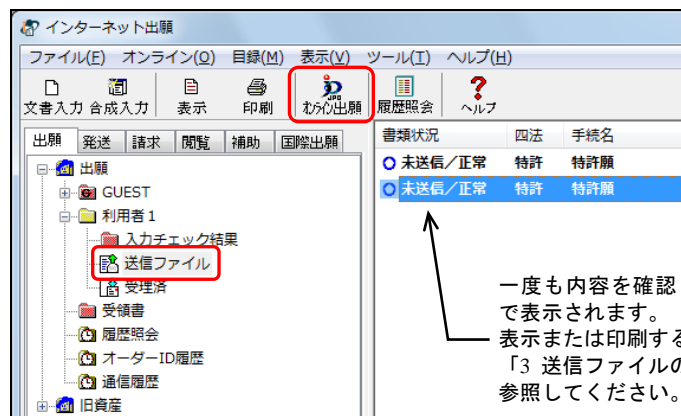 インターネット出願
ファイル(F) オンライン(O) 目録(M) 表示(V) ツール(T) ヘルプ(H)
文書入力 合成入力 表示 印刷 オンライン出願 履歴照会 ヘルプ
出願 発送 請求 閲覧 補助 国際出願
書類状況 四法 手続名
未送信/正常 特許 特許願
未送信/正常 特許 特許願
出願
GUEST
利用者1
入力チェック結果
送信ファイル
受理済
受領書
履歴照会
オーダーID履歴
通信履歴
旧資産
一度も内容を確認
で表示されます。
表示または印刷する
「3 送信ファイルの
参照してください。